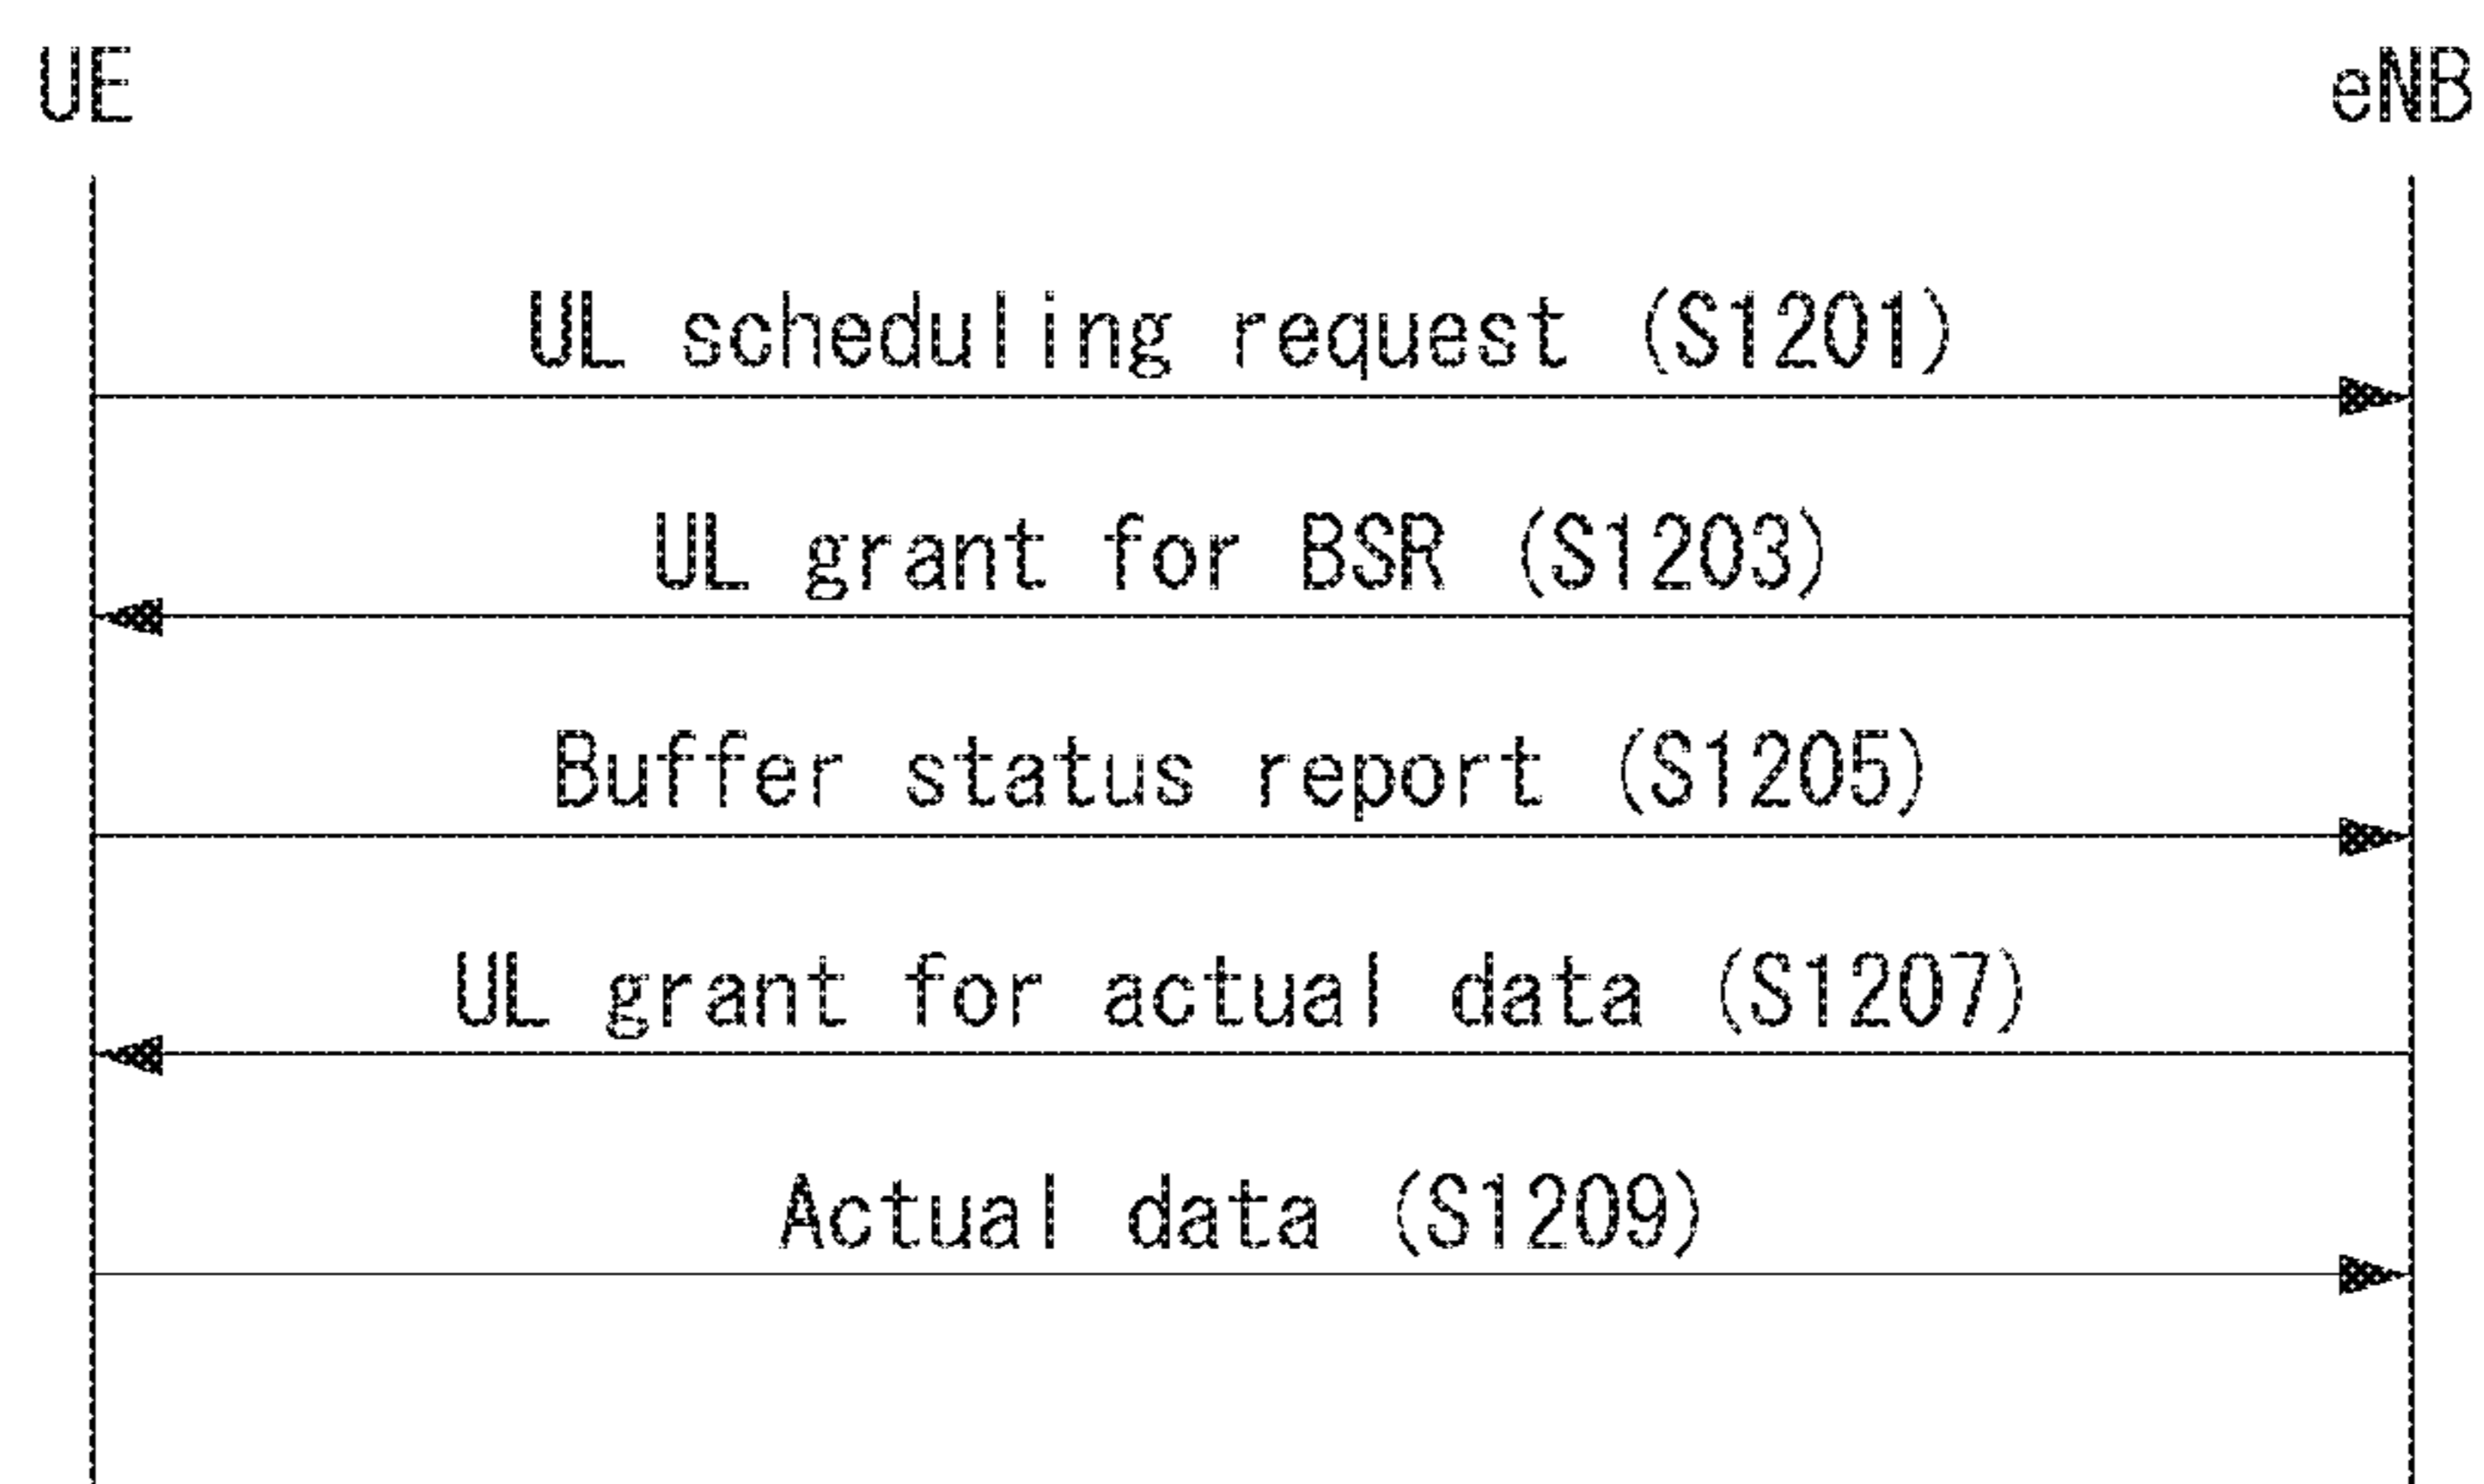 UE eNB
UL scheduling request (S1201)
UL grant for BSR (S1203)
Buffer status report (S1205)
UL grant for actual data (S1207)
Actual data (S1209)